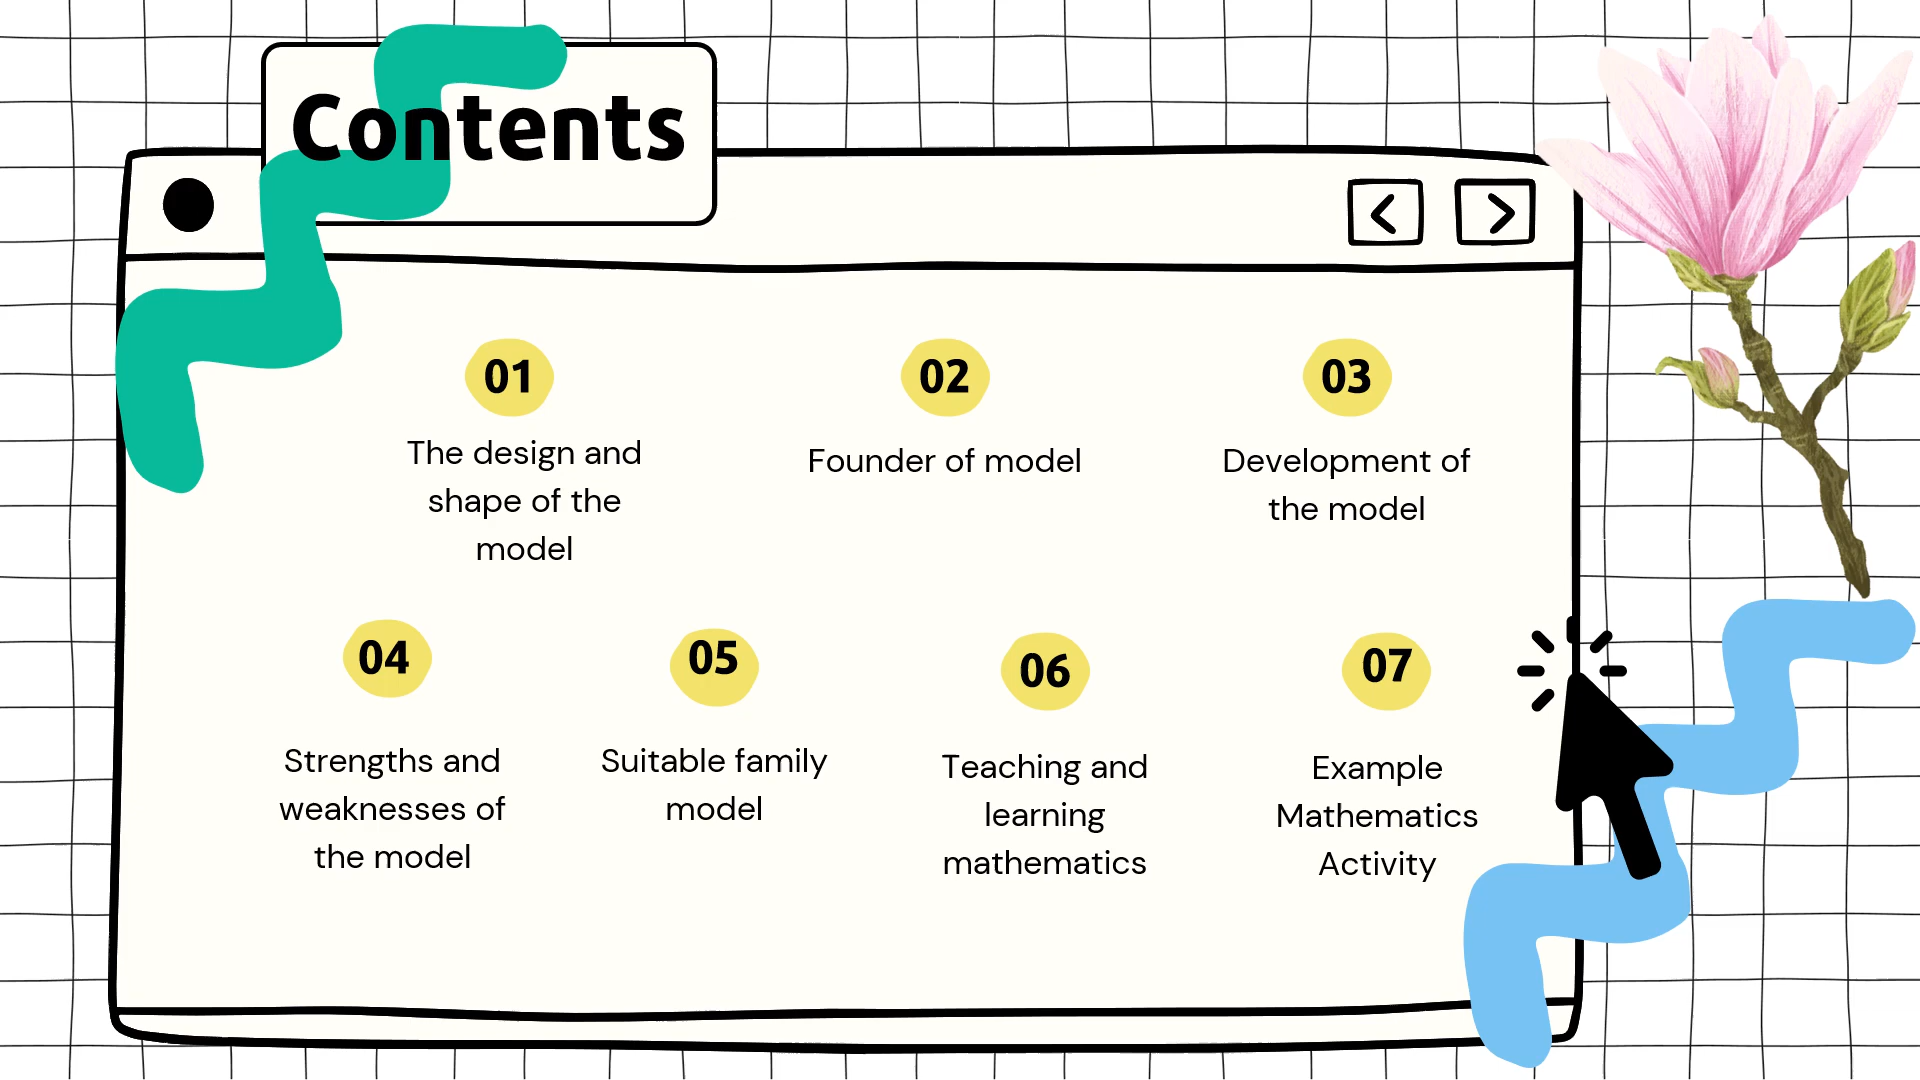 Contents
01
The design and
shape of the
model
02
Founder of model
03
Development of
the model
04
Strengths and
weaknesses of
the model
05
Suitable family
model
06
Teaching and
learning
mathematics
07
Example
Mathematics
Activity